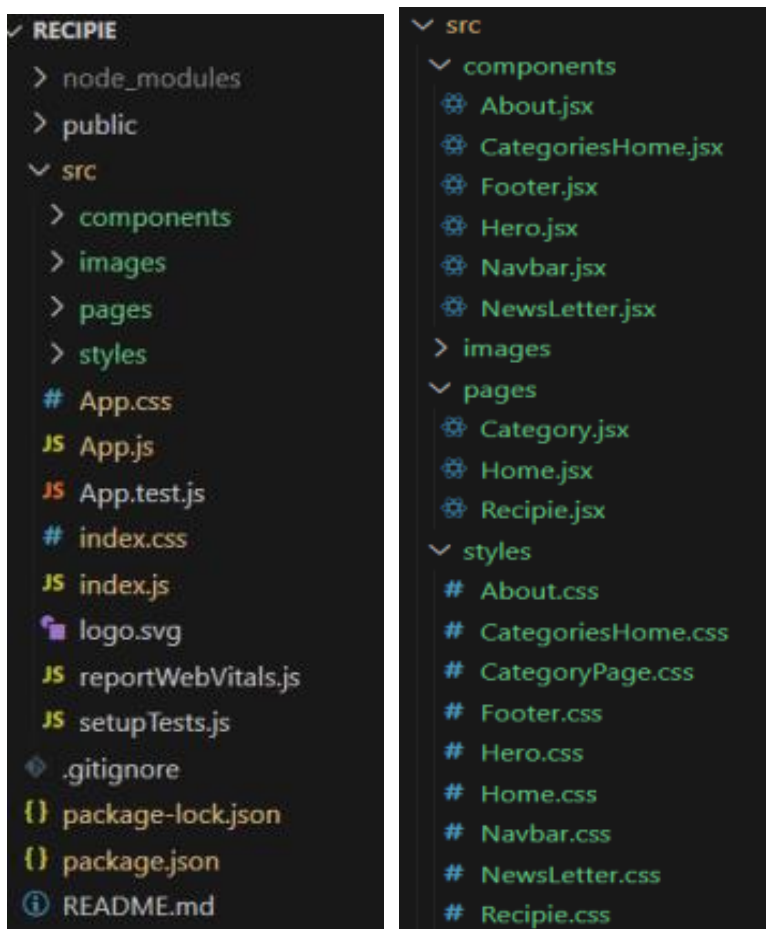 RECIPIE
node_modules
public
src
components
images
pages
styles
# App.css
JS App.js
JS App.test.js
# index.css
JS index.js
logo.svg
JS reportWebVitals.js
JS setupTests.js
.gitignore
{} package-lock.json
{} package.json
README.md
src
components
About.jsx
CategoriesHome.jsx
Footer.jsx
Hero.jsx
Navbar.jsx
NewsLetter.jsx
images
pages
Category.jsx
Home.jsx
Recipie.jsx
styles
# About.css
# CategoriesHome.css
# CategoryPage.css
# Footer.css
# Hero.css
# Home.css
# Navbar.css
# NewsLetter.css
# Recipie.css